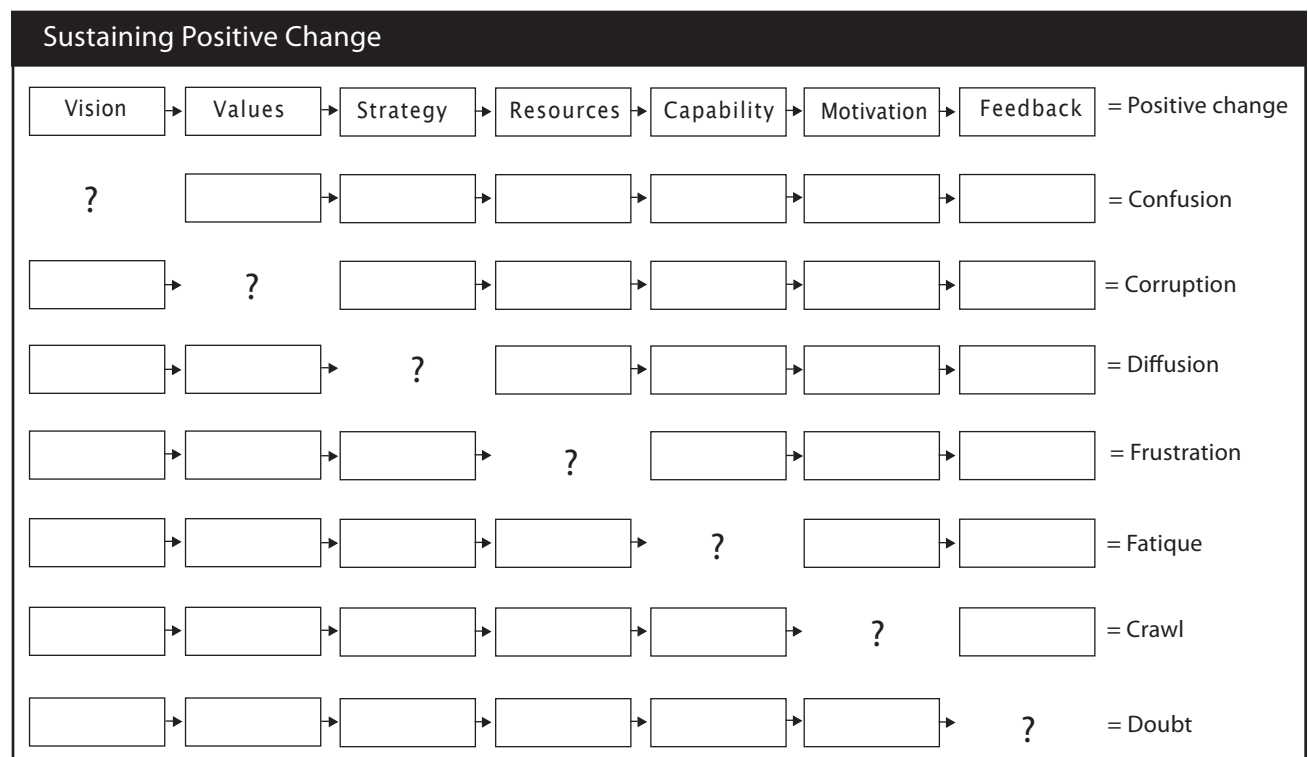 Sustaining Positive Change
Vision Values Strategy Resources Capability Motivation Feedback = Positive change
? = Confusion
? = Corruption
? = Diffusion
? = Frustration
? = Fatique
? = Crawl
? = Doubt